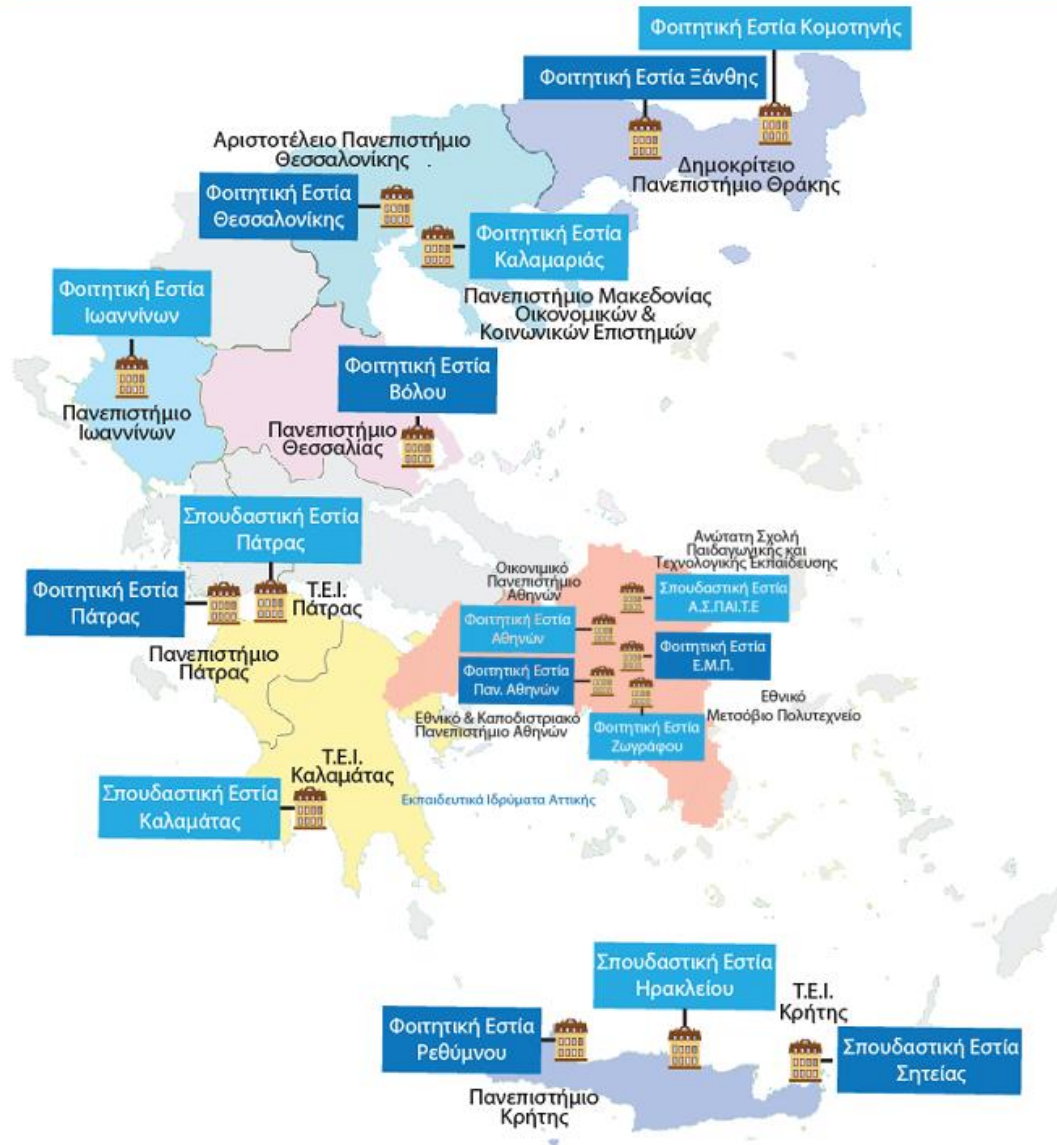 Φοιτητική Εστία Κομοτηνής
Φοιτητική Εστία Ξάνθης
Δημοκρίτειο
Πανεπιστήμιο Θράκης
Αριστοτέλειο Πανεπιστήμιο
Θεσσαλονίκης
Φοιτητική Εστία
Θεσσαλονίκης
Φοιτητική Εστία
Καλαμαριάς
Πανεπιστήμιο Μακεδονίας
Οικονομικών &
Κοινωνικών Επιστημών
Φοιτητική Εστία
Ιωαννίνων
Πανεπιστήμιο
Ιωαννίνων
Φοιτητική Εστία
Βόλου
Πανεπιστήμιο
Θεσσαλίας
Σπουδαστική Εστία
Πάτρας
Τ.Ε.Ι.
Πάτρας
Φοιτητική Εστία
Πάτρας
Πανεπιστήμιο
Πάτρας
Ανώτατη Σχολή
Παιδαγωγικής και
Τεχνολογικής Εκπαίδευσης
Οικονιμικό
Πανεπιστήμιο
Αθηνών
Σπουδαστική Εστία
Α.Σ.ΠΑΙ.Τ.Ε
Φοιτητική Εστία
Αθηνών
Φοιτητική Εστία
Ε.Μ.Π.
Φοιτητική Εστία
Παν. Αθηνών
Εθνικό
Μετσόβιο Πολυτεχνείο
Εθνικό & Καποδιστριακό
Πανεπιστήμιο Αθηνών
Φοιτητική Εστία
Ζωγράφου
Τ.Ε.Ι.
Καλαμάτας
Σπουδαστική Εστία
Καλαμάτας
Εκπαιδευτικά Ιδρύματα Αττικής
Σπουδαστική Εστία
Ηρακλείου
Τ.Ε.Ι.
Κρήτης
Φοιτητική Εστία
Ρεθύμνου
Σπουδαστική Εστία
Σητείας
Πανεπιστήμιο
Κρήτης